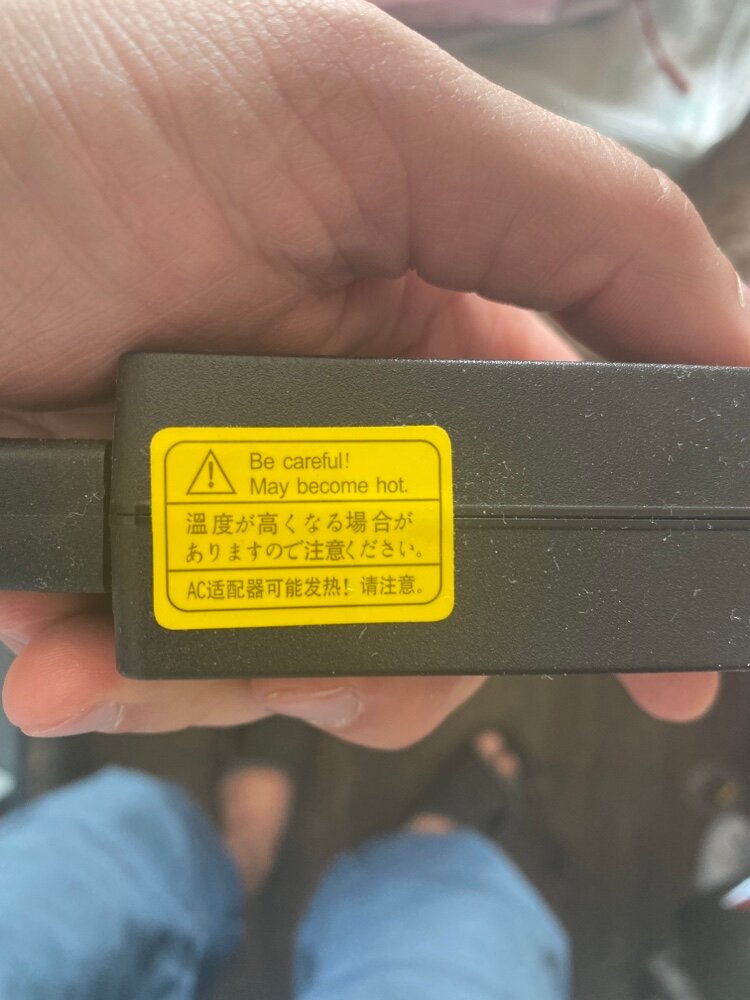 Be careful!
May become hot.
溫度が高くなる場合が
ありますので注意ください。
AC适配器可能发热！请注意。